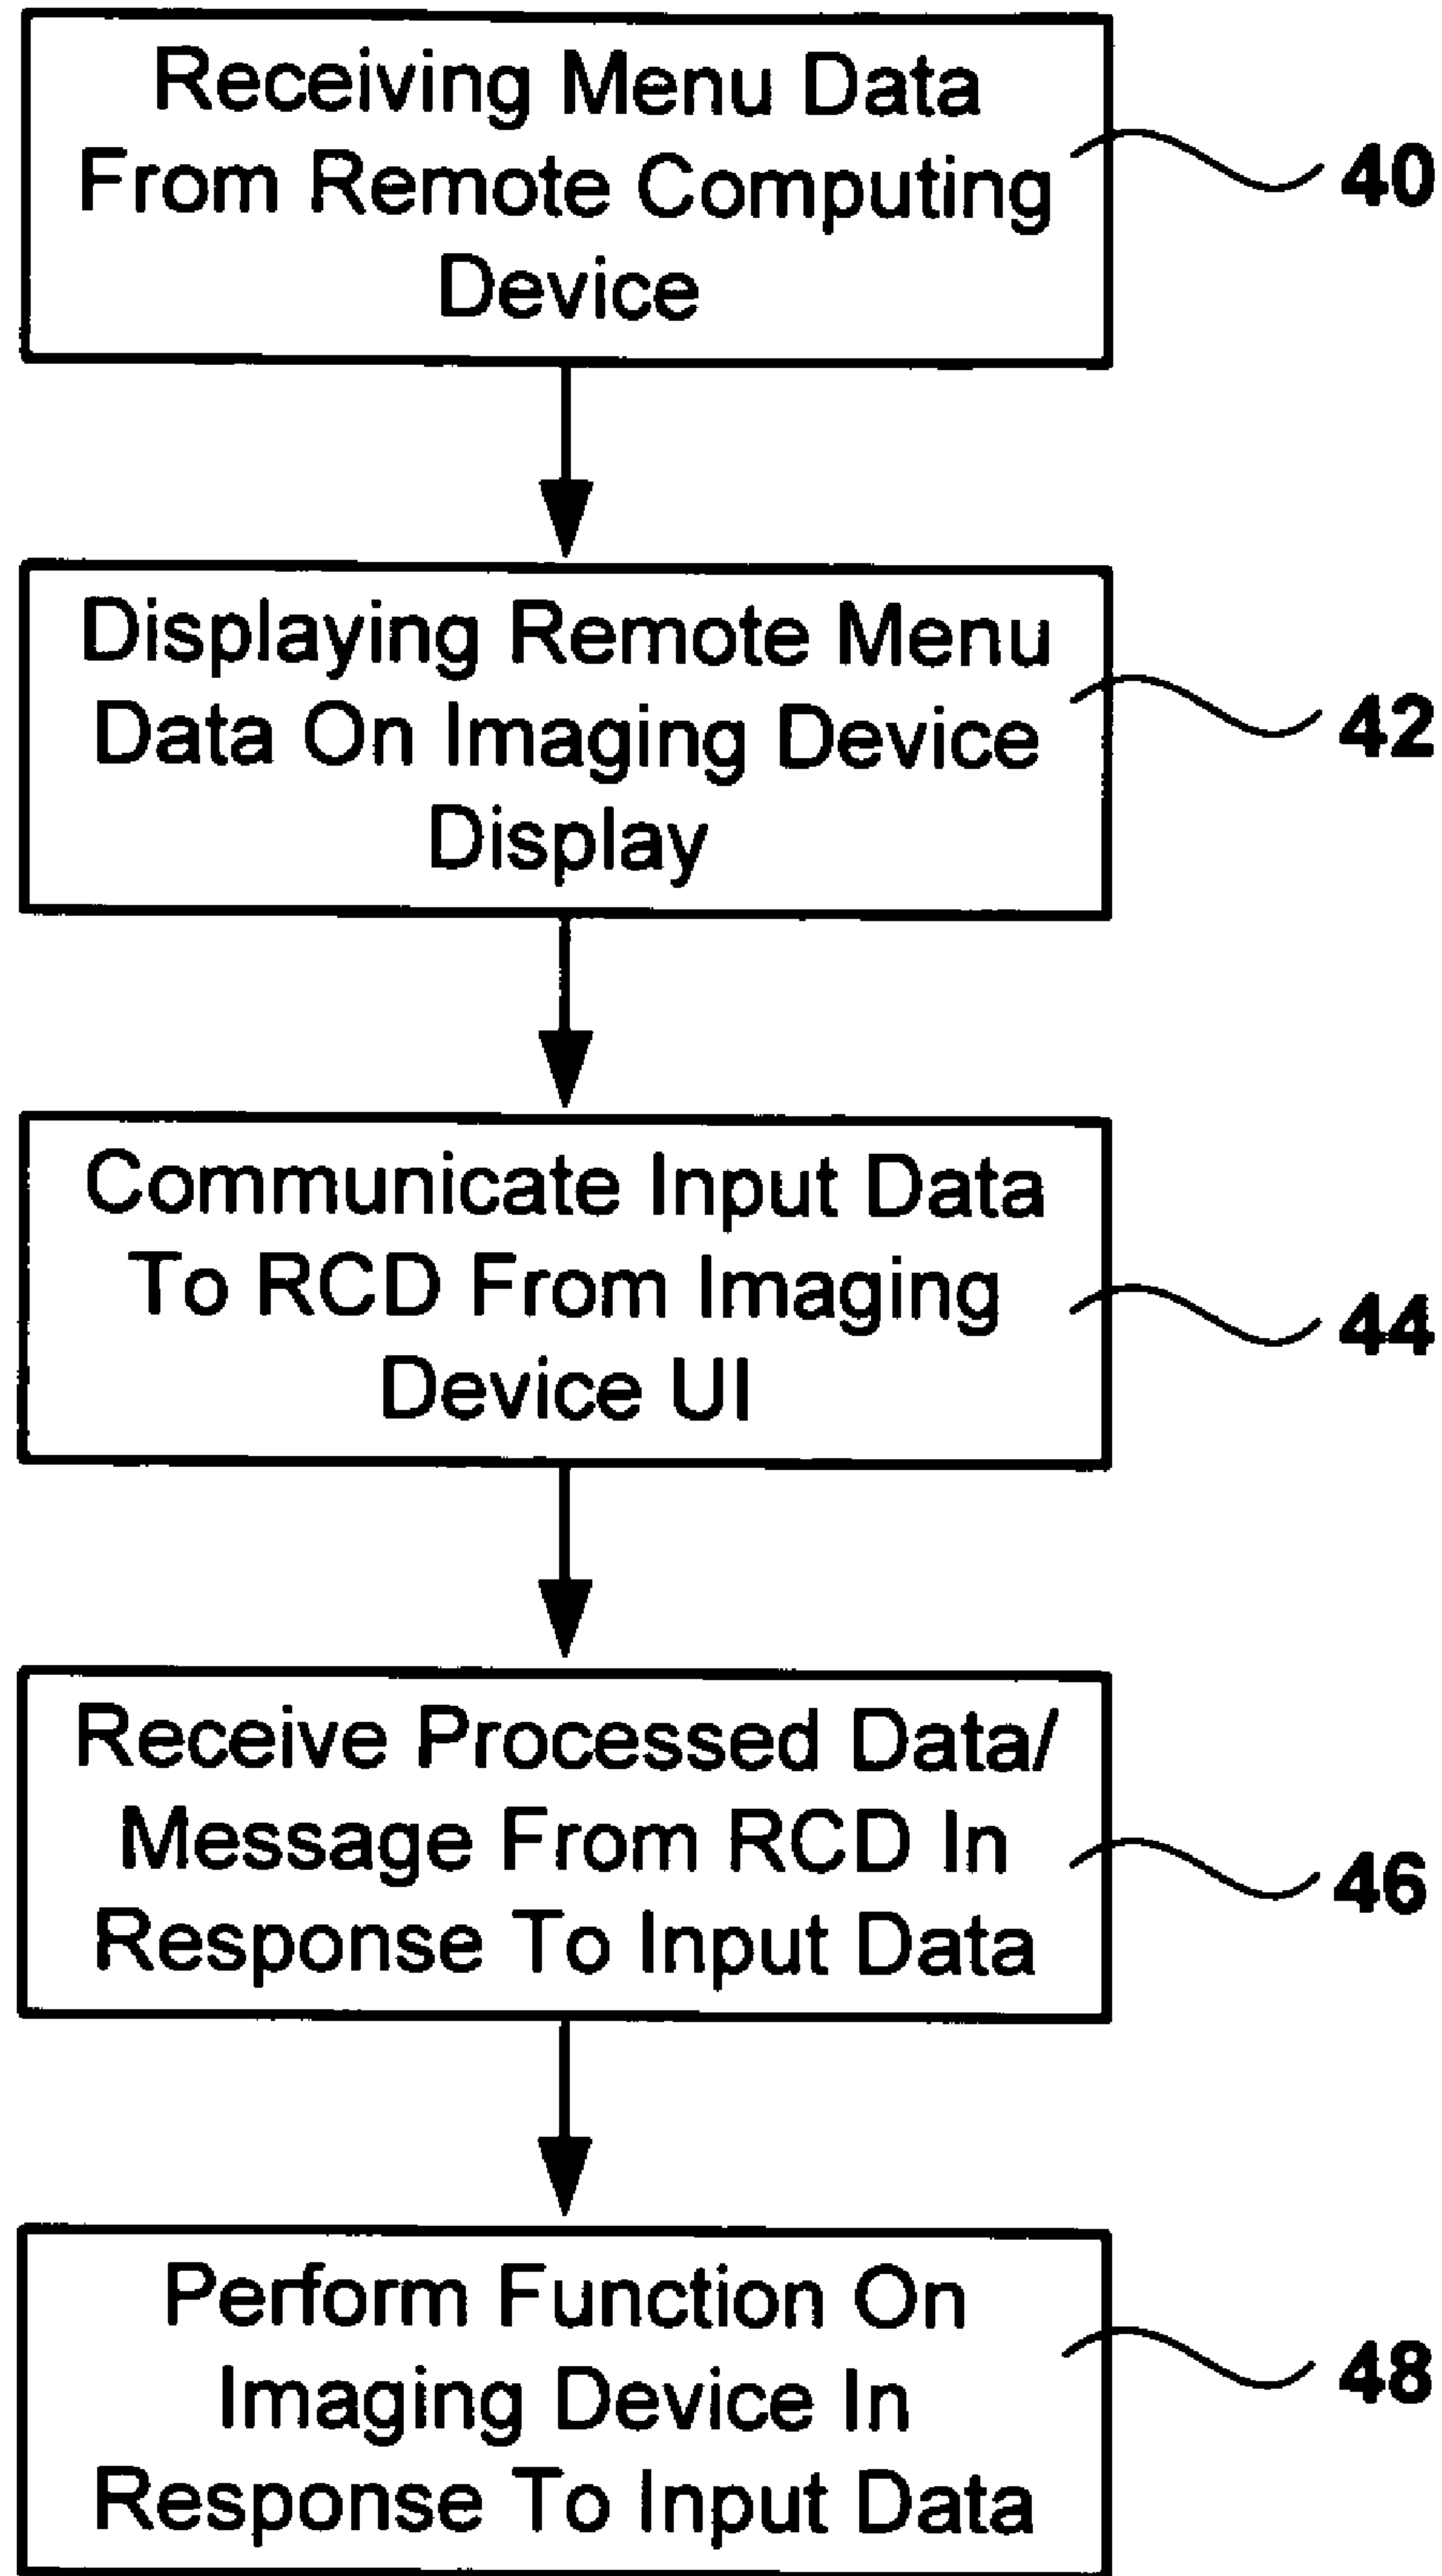 Receiving Menu Data
From Remote Computing
Device
40
Displaying Remote Menu
Data On Imaging Device
Display
42
Communicate Input Data
To RCD From Imaging
Device UI
44
Receive Processed Data/
Message From RCD In
Response To Input Data
46
Perform Function On
Imaging Device In
Response To Input Data
48